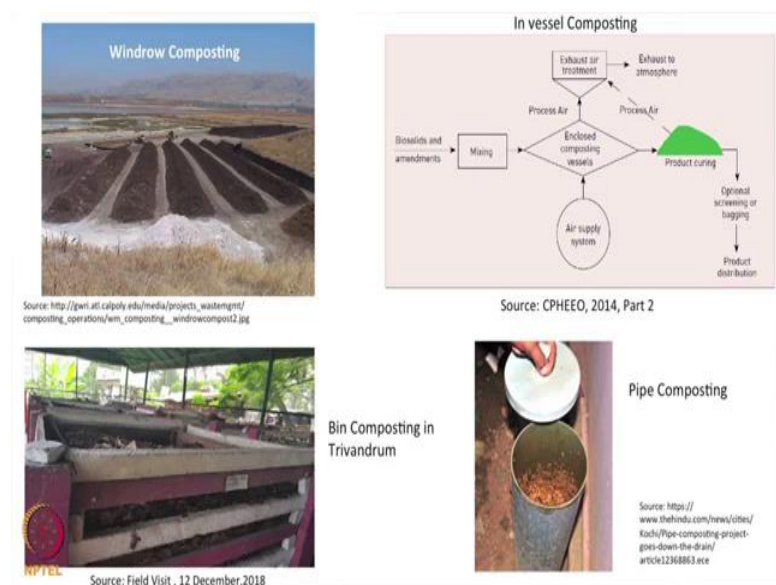 Windrow Composting
Source: http://gwri.atl.calpoly.edu/media/projects_wastemgmt/
composting_operations/wm_composting__windrowcompost2.jpg
In vessel Composting
Exhaust air
treatment
Exhaust to
atmosphere
Process Air
Process Air
Biosolids and
amendments
Mixing
Enclosed
composting
vessels
Product curing
Air supply
system
Optional
screening or
bagging
Product
distribution
Source: CPHEEO, 2014, Part 2
Bin Composting in
Trivandrum
NPTEL
Source: Field Visit , 12 December,2018
Pipe Composting
Source: https://
www.thehindu.com/news/cities/
Kochi/Pipe-composting-project-
goes-down-the-drain/
article12368863.ece